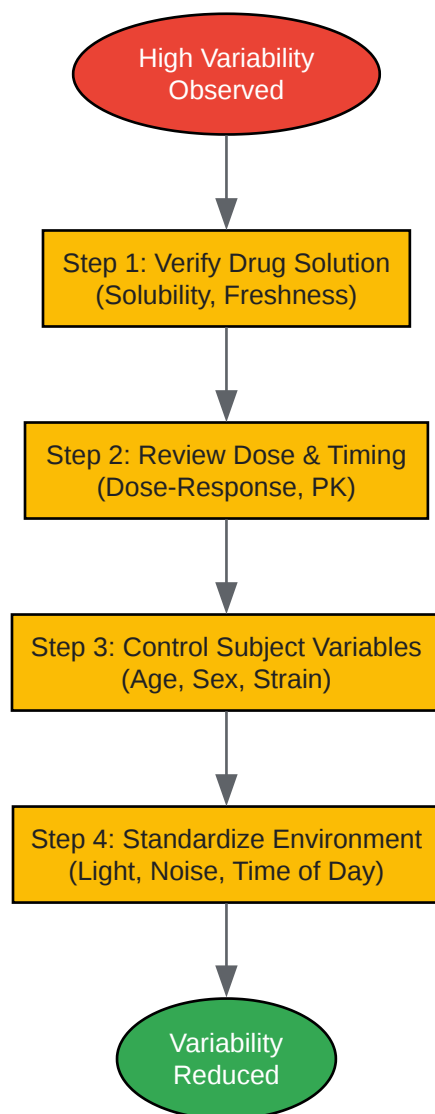 High Variability
Observed
Step 1: Verify Drug Solution
(Solubility, Freshness)
Step 2: Review Dose & Timing
(Dose-Response, PK)
Step 3: Control Subject Variables
(Age, Sex, Strain)
Step 4: Standardize Environment
(Light, Noise, Time of Day)
Variability
Reduced